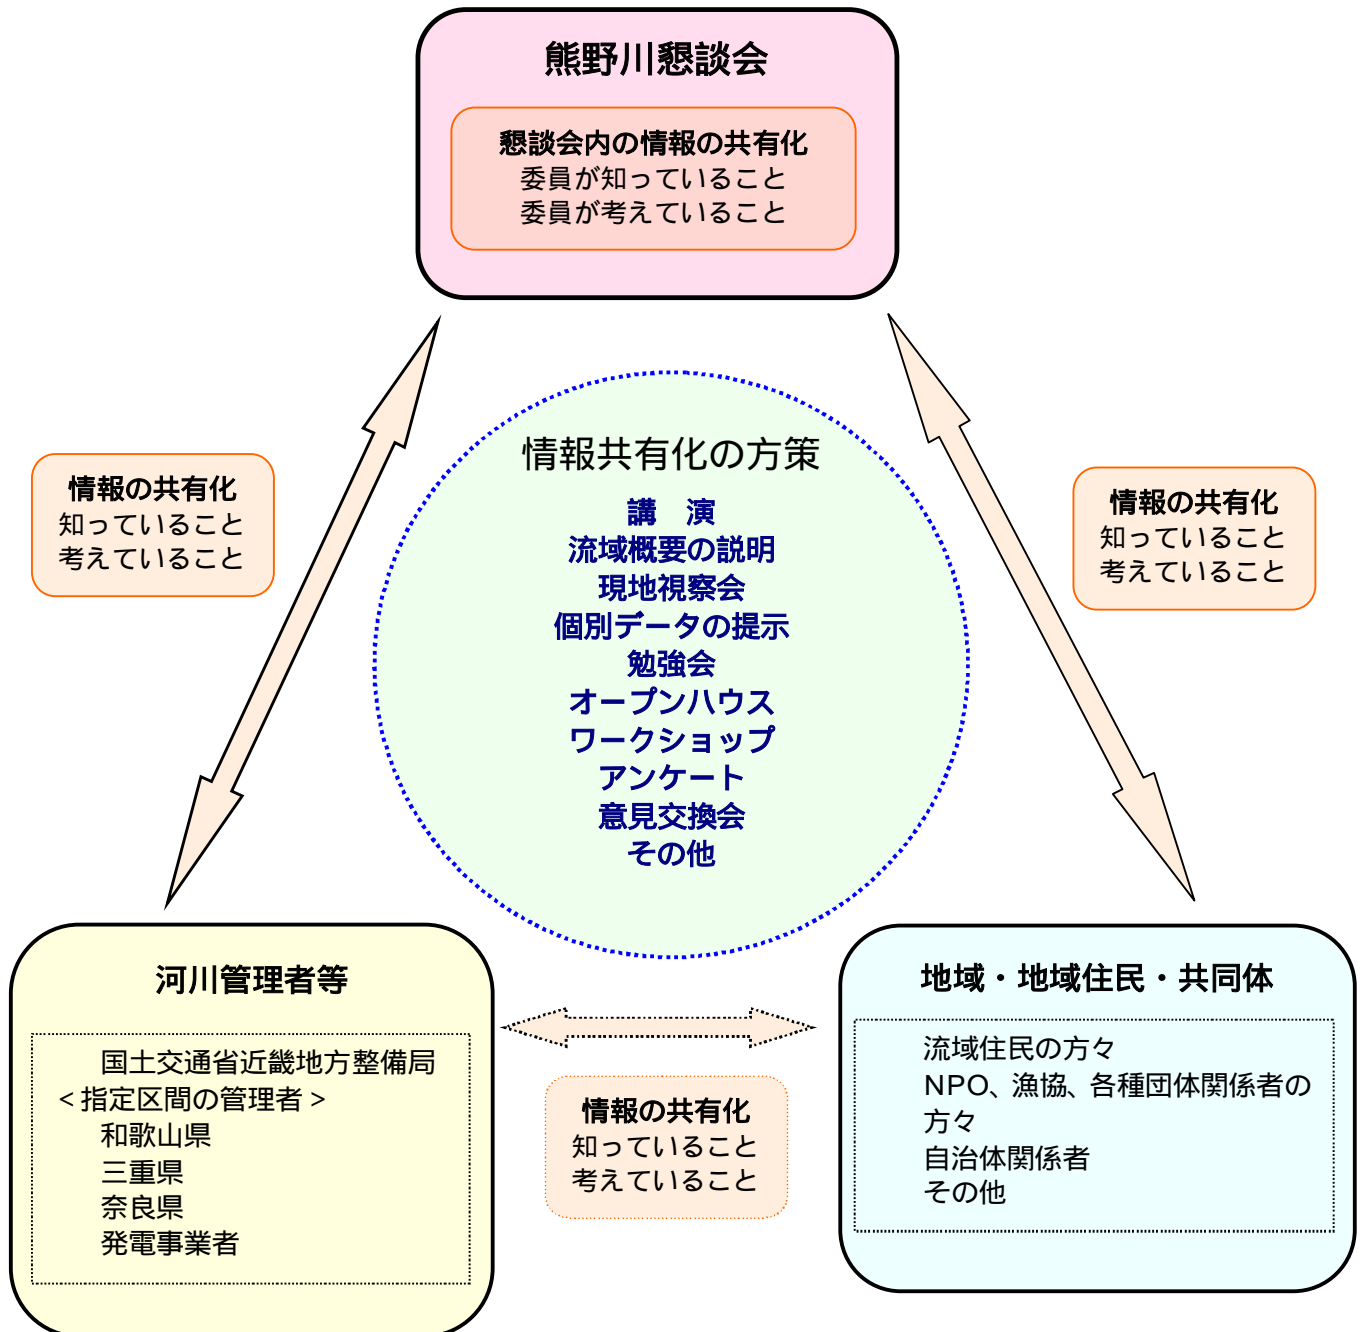 熊野川懇談会
懇談会内の情報の共有化
委員が知っていること
委員が考えていること
情報の共有化
知っていること
考えていること
情報共有化の方策
講　演
流域概要の説明
現地視察会
個別データの提示
勉強会
オープンハウス
ワークショップ
アンケート
意見交換会
その他
情報の共有化
知っていること
考えていること
河川管理者等
国土交通省近畿地方整備局
<指定区間の管理者>
和歌山県
三重県
奈良県
発電事業者
情報の共有化
知っていること
考えていること
地域・地域住民・共同体
流域住民の方々
NPO、漁協、各種団体関係者の
方々
自治体関係者
その他